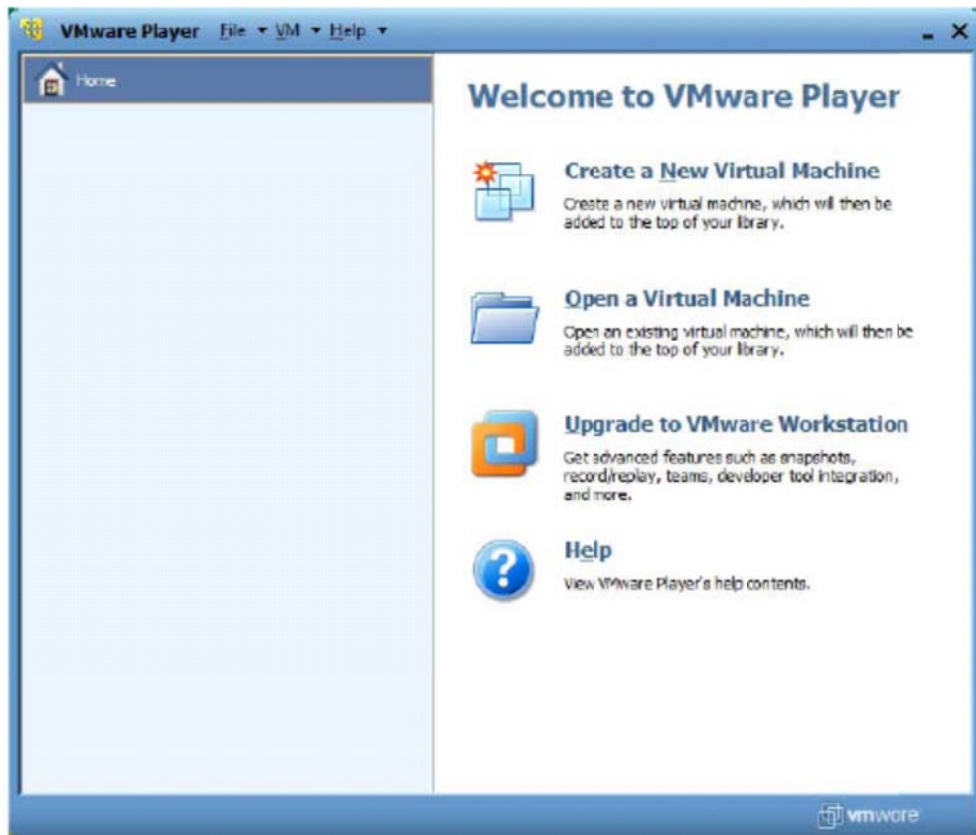 VMware Player File VM Help
Home
Welcome to VMware Player
Create a New Virtual Machine
Create a new virtual machine, which will then be
added to the top of your library.
Open a Virtual Machine
Open an existing virtual machine, which will then be
added to the top of your library.
Upgrade to VMware Workstation
Get advanced features such as snapshots,
record/replay, teams, developer tool integration,
and more.
Help
View VMware Player's help contents.
vmware